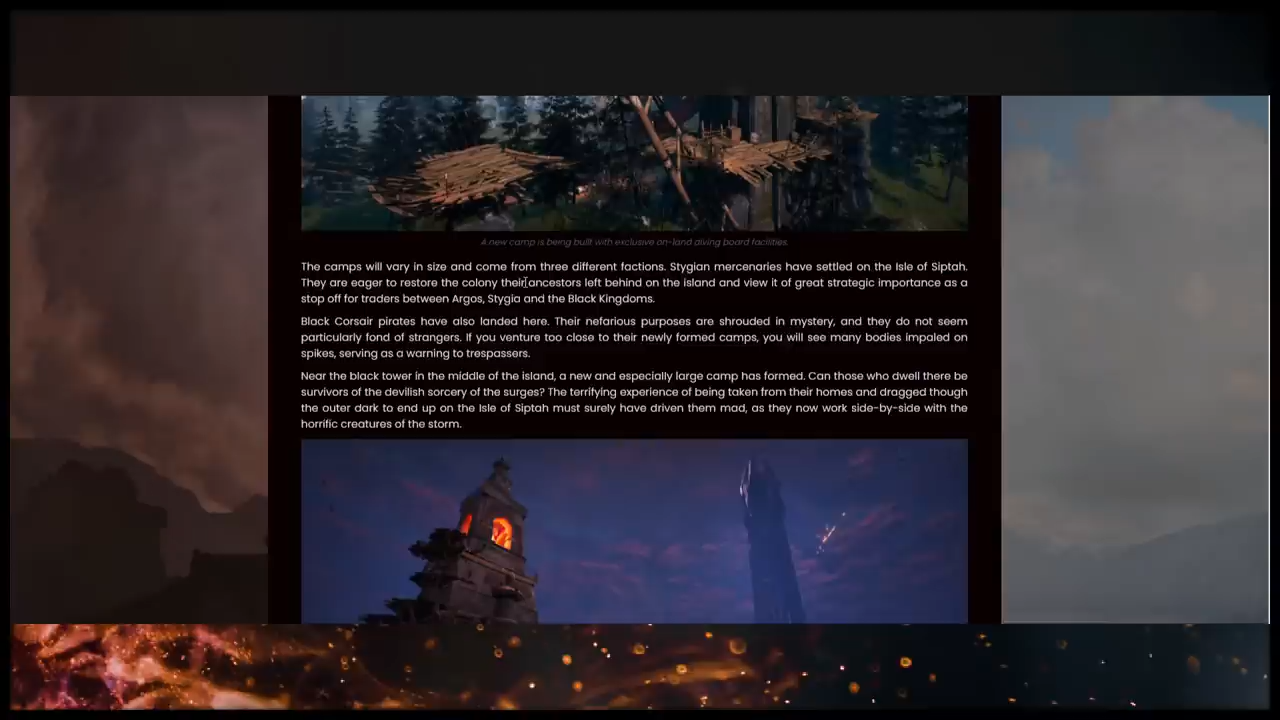 A new camp is being built with exclusive on-land diving board facilities.
The camps will vary in size and come from three different factions. Stygian mercenaries have settled on the Isle of Siptah.
They are eager to restore the colony their ancestors left behind on the island and view it of great strategic importance as a
stop off for traders between Argos, Stygia and the Black Kingdoms.
Black Corsair pirates have also landed here. Their nefarious purposes are shrouded in mystery, and they do not seem
particularly fond of strangers. If you venture too close to their newly formed camps, you will see many bodies impaled on
spikes, serving as a warning to trespassers.
Near the black tower in the middle of the island, a new and especially large camp has formed. Can those who dwell there be
survivors of the devilish sorcery of the surges? The terrifying experience of being taken from their homes and dragged though
the outer dark to end up on the Isle of Siptah must surely have driven them mad, as they now work side-by-side with the
horrific creatures of the storm.